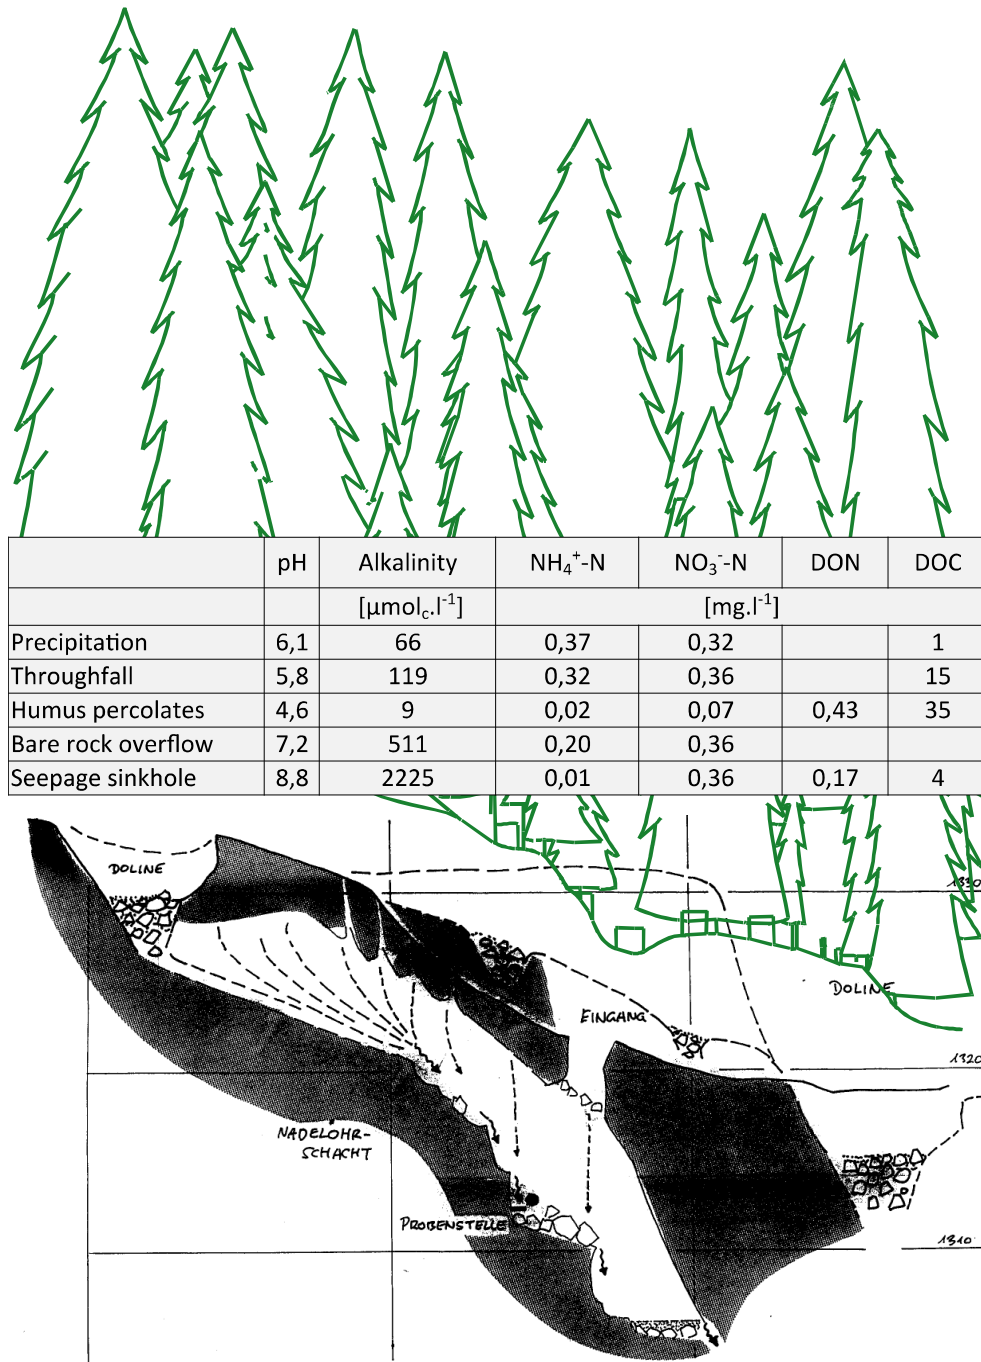 pH Alkalinity NH₄⁺-N NO₃⁻-N DON DOC
[µmol_c.l⁻¹] [mg.l⁻¹]
Precipitation 6,1 66 0,37 0,32 1
Throughfall 5,8 119 0,32 0,36 15
Humus percolates 4,6 9 0,02 0,07 0,43 35
Bare rock overflow 7,2 511 0,20 0,36
Seepage sinkhole 8,8 2225 0,01 0,36 0,17 4
DOLINE
1330
DOLINE
EINGANG
1320
NADELÖHR-
SCHACHT
PROBENSTELLE
1310